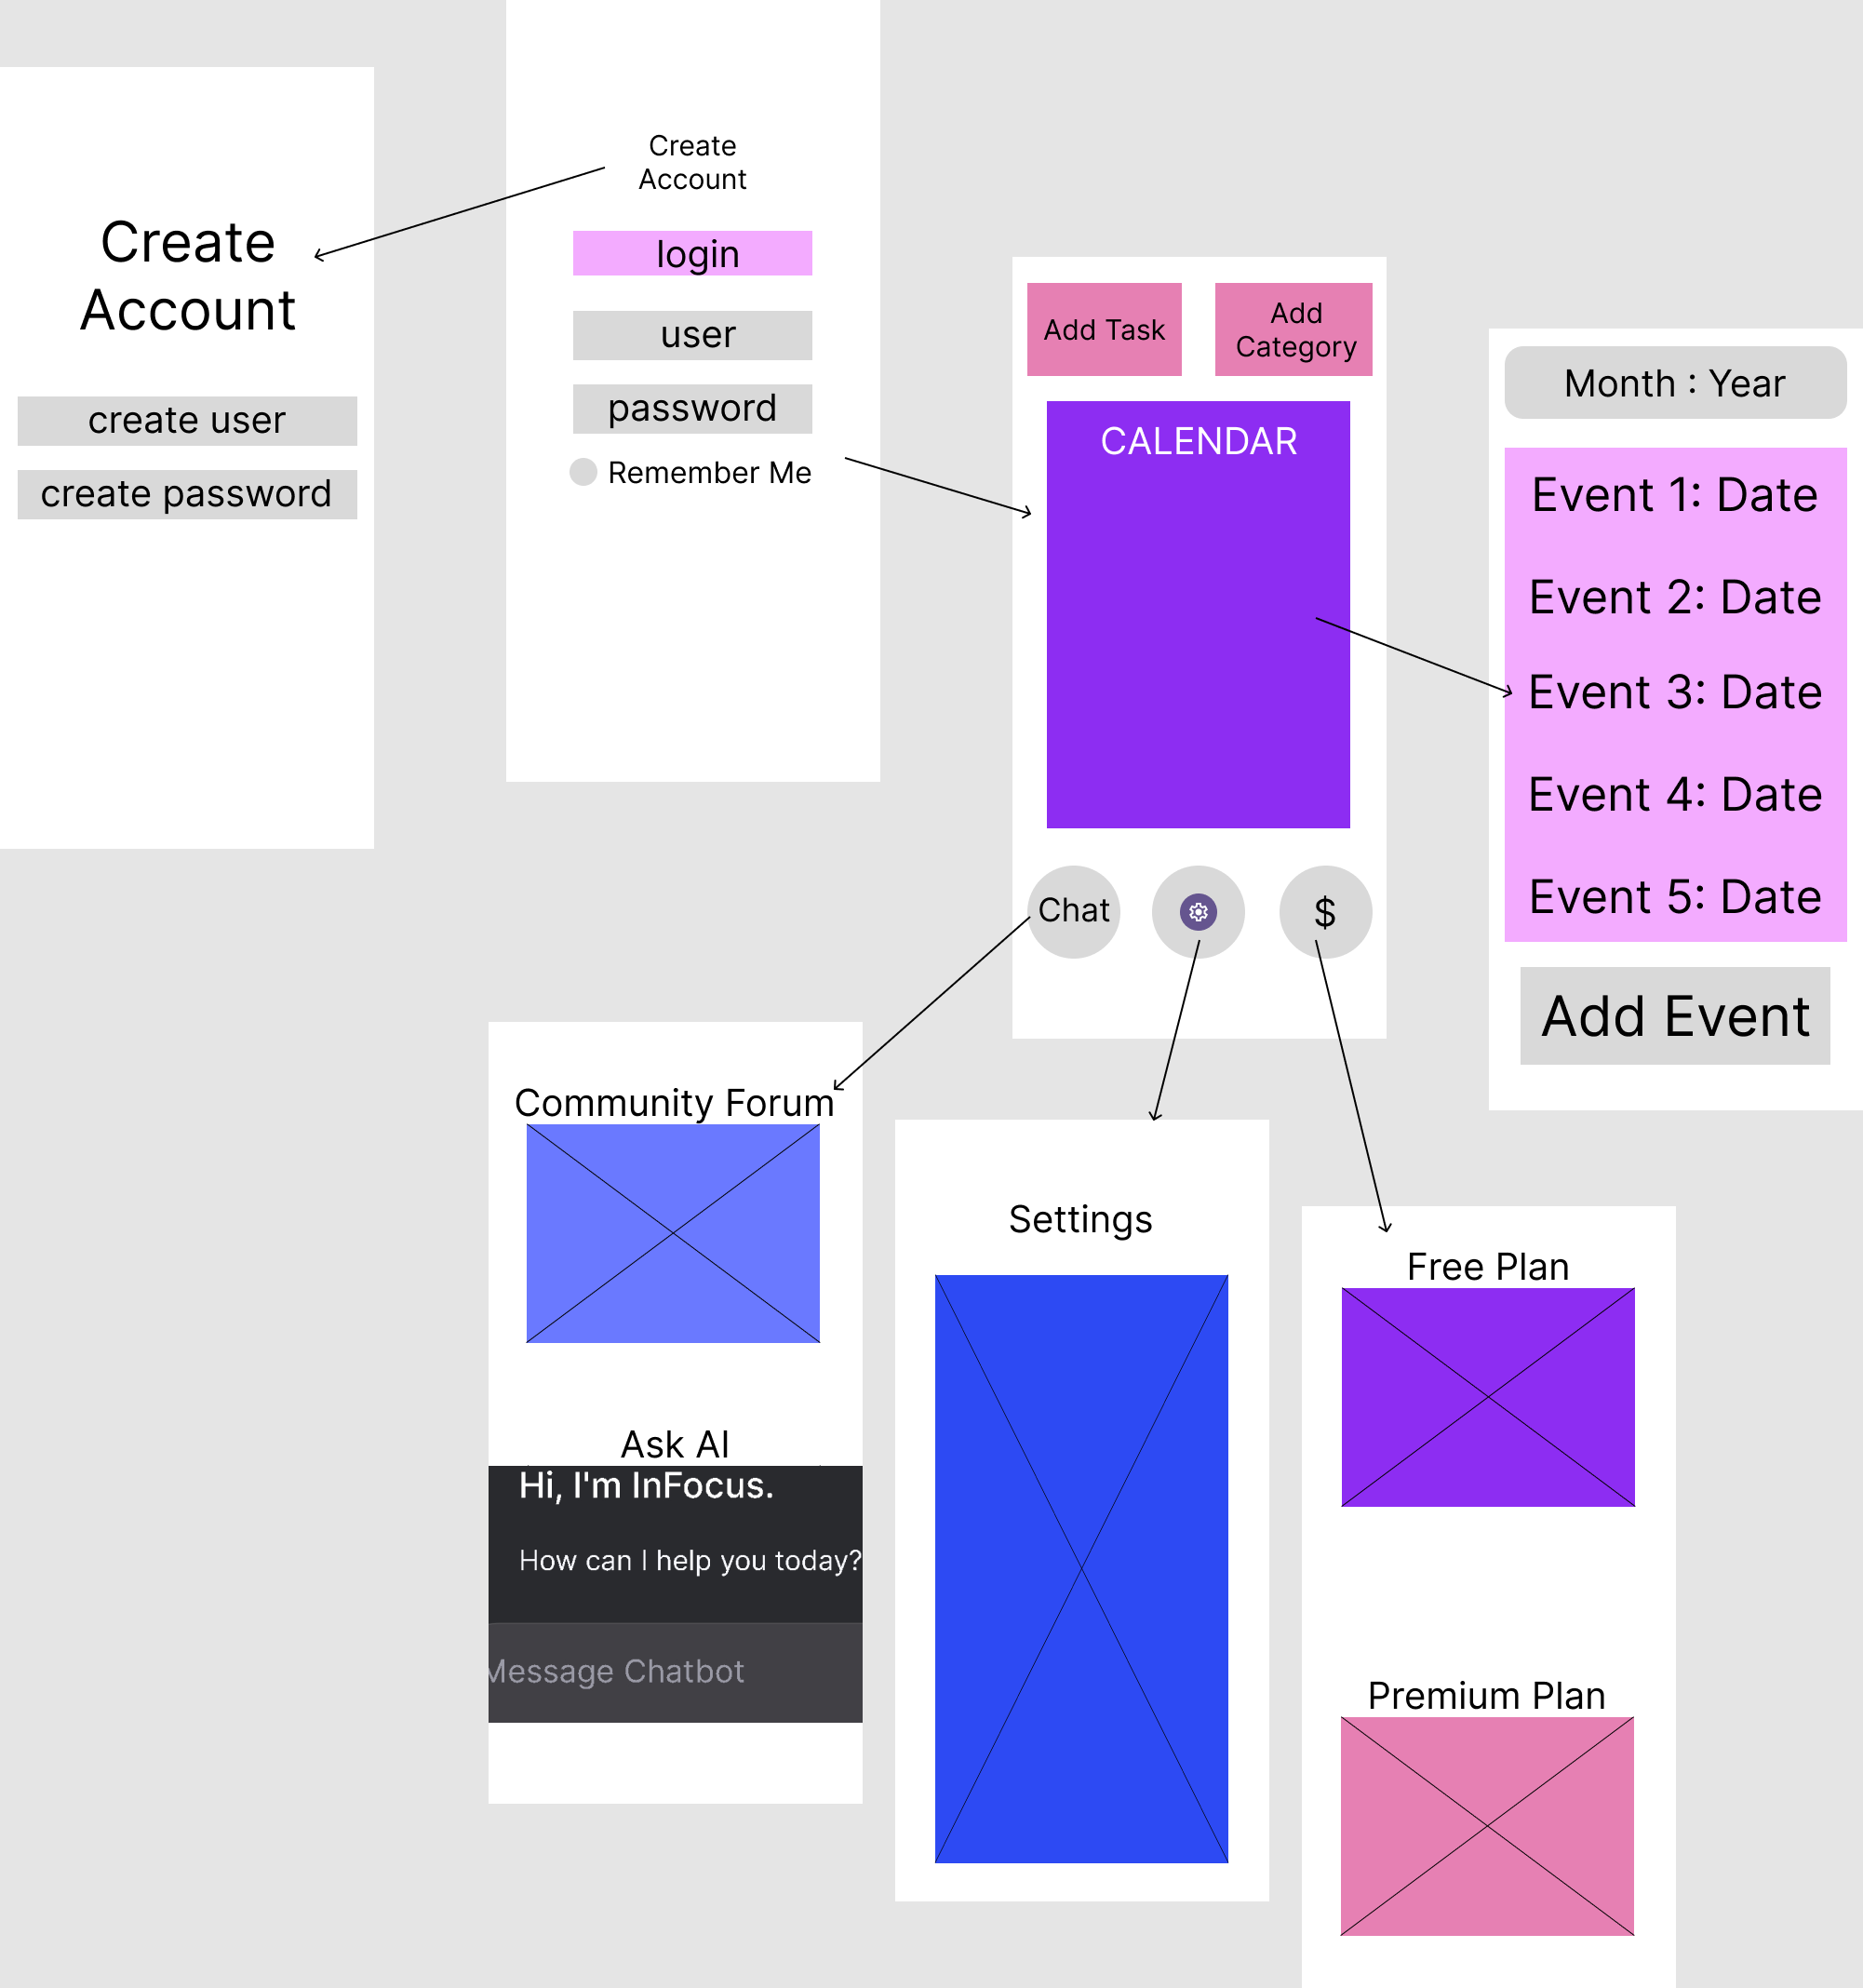 Create
Account
create user
create password
Create
Account
login
user
password
Remember Me
Add Task
Add
Category
CALENDAR
Chat
$
Month : Year
Event 1: Date
Event 2: Date
Event 3: Date
Event 4: Date
Event 5: Date
Add Event
Community Forum
Ask AI
Hi, I'm InFocus.
How can I help you today?
Message Chatbot
Settings
Free Plan
Premium Plan